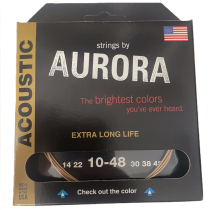 ACOUSTIC
strings by
AURORA
The brightest colors
you've ever heard.
EXTRA LONG LIFE
14 22 10-48 30 38
Check out the color